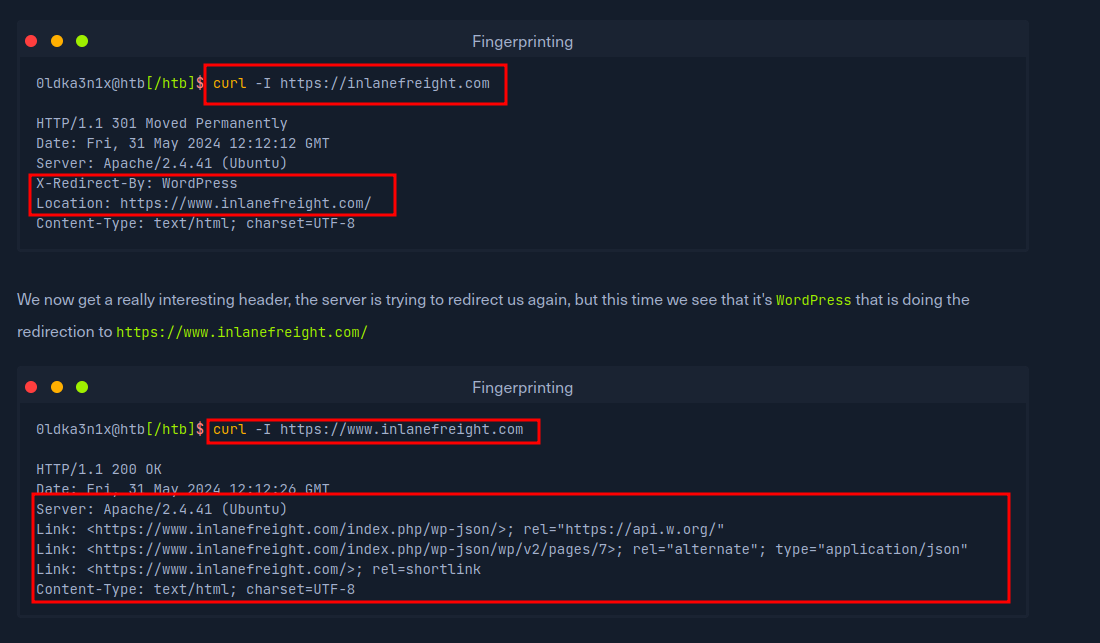 Fingerprinting
0ldka3n1x@htb[/htb]$ curl -I https://inlanefreight.com
HTTP/1.1 301 Moved Permanently
Date: Fri, 31 May 2024 12:12:12 GMT
Server: Apache/2.4.41 (Ubuntu)
X-Redirect-By: WordPress
Location: https://www.inlanefreight.com/
Content-Type: text/html; charset=UTF-8
We now get a really interesting header, the server is trying to redirect us again, but this time we see that it's WordPress that is doing the
redirection to https://www.inlanefreight.com/
Fingerprinting
0ldka3n1x@htb[/htb]$ curl -I https://www.inlanefreight.com
HTTP/1.1 200 OK
Date: Fri, 31 May 2024 12:12:26 GMT
Server: Apache/2.4.41 (Ubuntu)
Link: <https://www.inlanefreight.com/index.php/wp-json/>; rel="https://api.w.org/"
Link: <https://www.inlanefreight.com/index.php/wp-json/wp/v2/pages/7>; rel="alternate"; type="application/json"
Link: <https://www.inlanefreight.com/>; rel=shortlink
Content-Type: text/html; charset=UTF-8